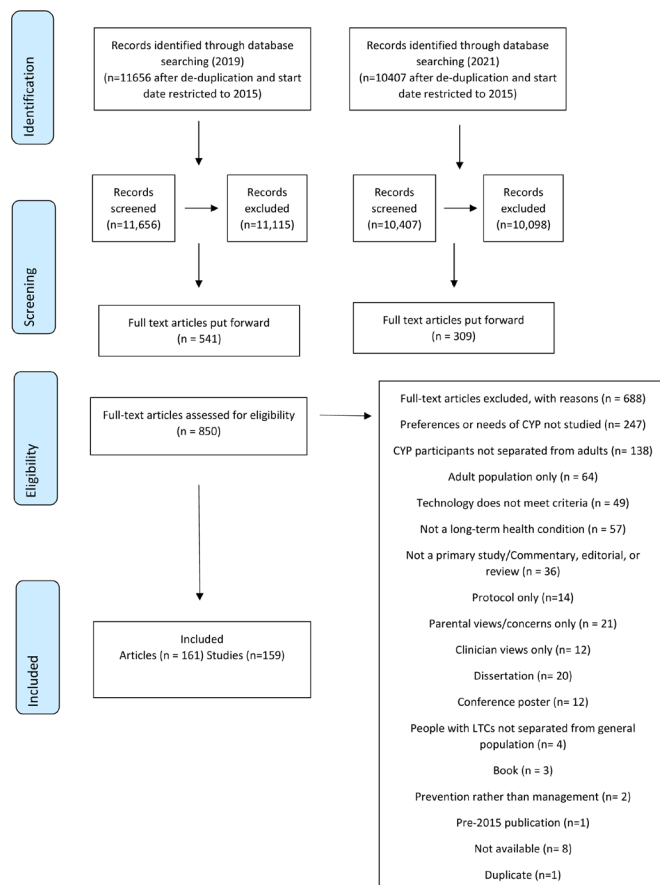 Identification
Records identified through database
searching (2019)
(n=11656 after de-duplication and start
date restricted to 2015)
Records identified through database
searching (2021)
(n=10407 after de-duplication and start
date restricted to 2015)
Screening
Records
screened
(n=11,656)
Records
excluded
(n=11,115)
Records
screened
(n=10,407)
Records
excluded
(n=10,098)
Full text articles put forward
(n = 541)
Full text articles put forward
(n = 309)
Eligibility
Full-text articles assessed for eligibility
(n = 850)
Full-text articles excluded, with reasons (n = 688)
Preferences or needs of CYP not studied (n= 247)
CYP participants not separated from adults (n= 138)
Adult population only (n = 64)
Technology does not meet criteria (n = 49)
Not a long-term health condition (n = 57)
Not a primary study/Commentary, editorial, or
review (n = 36)
Protocol only (n=14)
Parental views/concerns only (n = 21)
Clinician views only (n = 12)
Dissertation (n = 20)
Conference poster (n = 12)
People with LTCs not separated from general
population (n= 4)
Book (n = 3)
Prevention rather than management (n= 2)
Pre-2015 publication (n=1)
Not available (n= 8)
Duplicate (n=1)
Included
Included
Articles (n = 161) Studies (n=159)